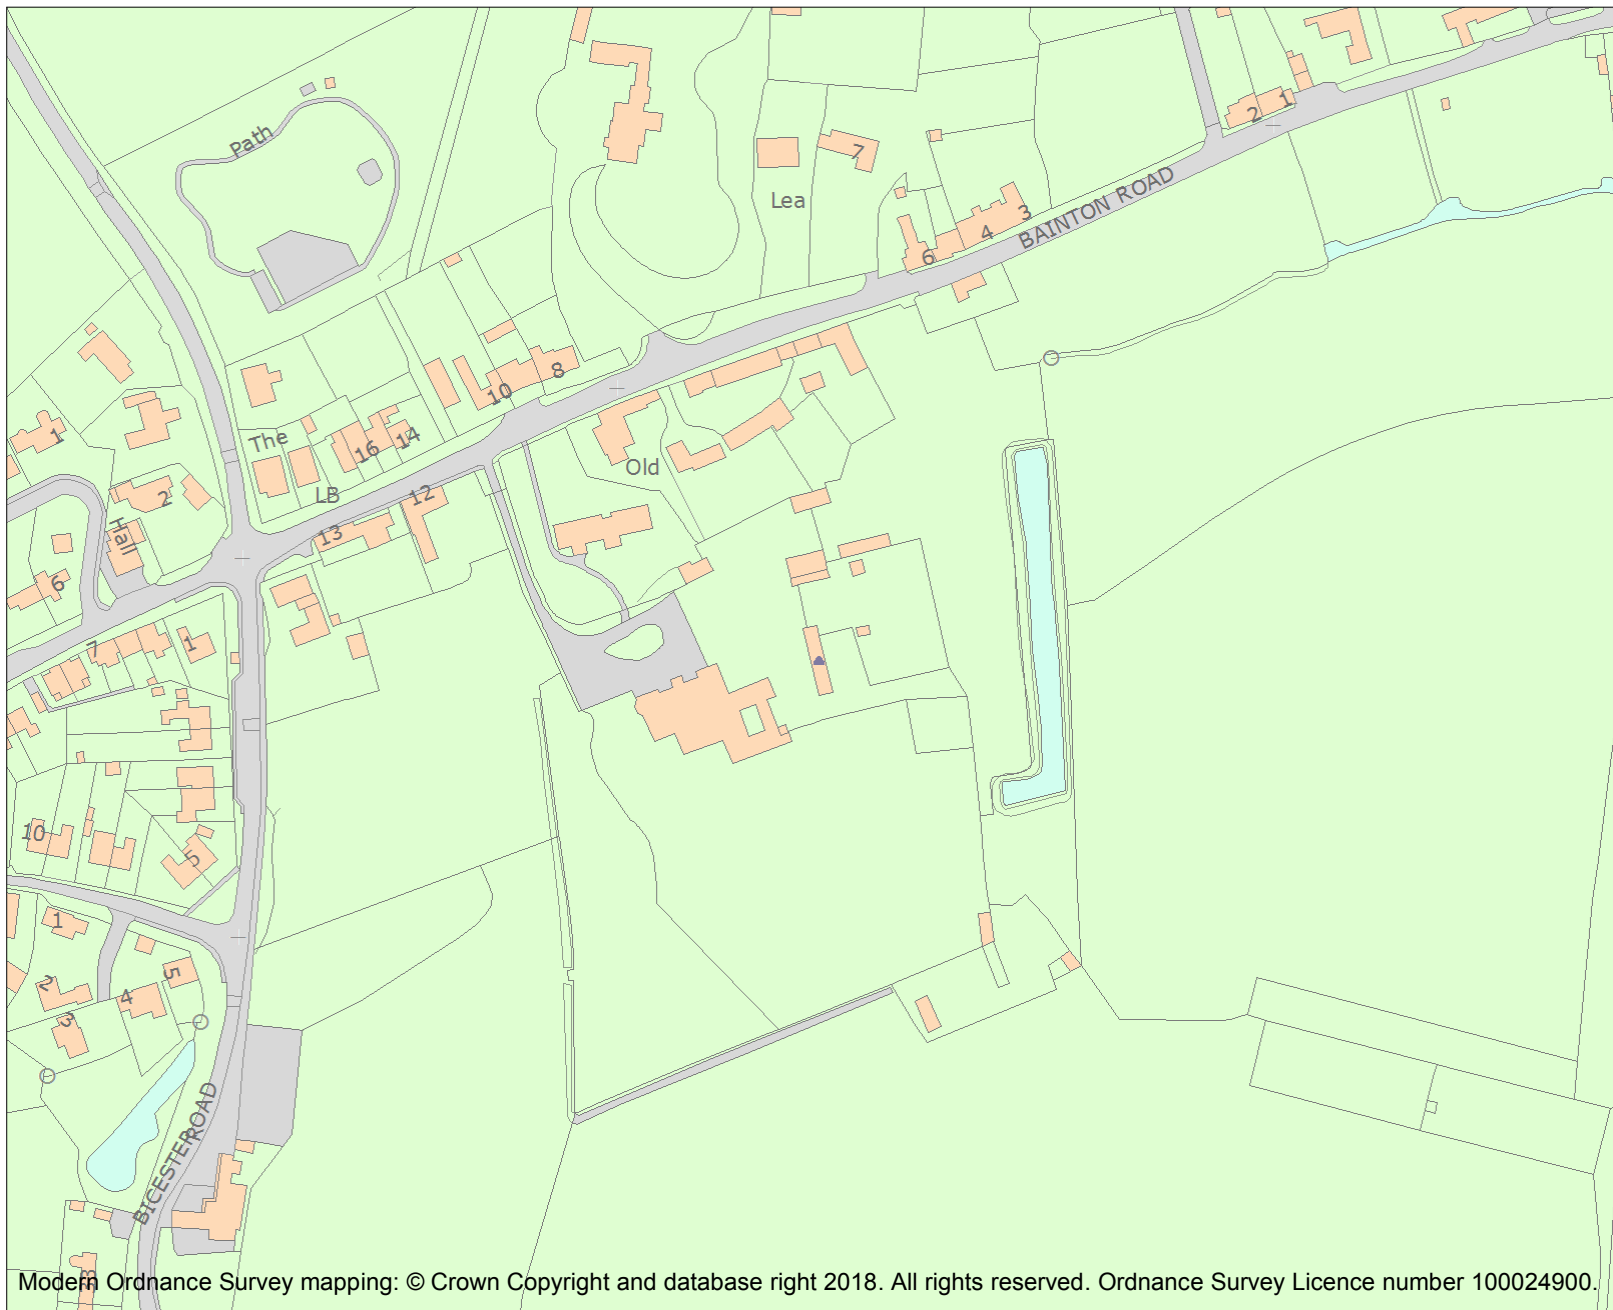 Path
7
Lea
2
1
3
4
6
BAINTON ROAD
8
10
14
16
The
LB
12
13
Old
1
2
Hall
6
7
1
10
5
1
2
3
4
5
BICESTER ROAD
3
Modern Ordnance Survey mapping: © Crown Copyright and database right 2018. All rights reserved. Ordnance Survey Licence number 100024900.